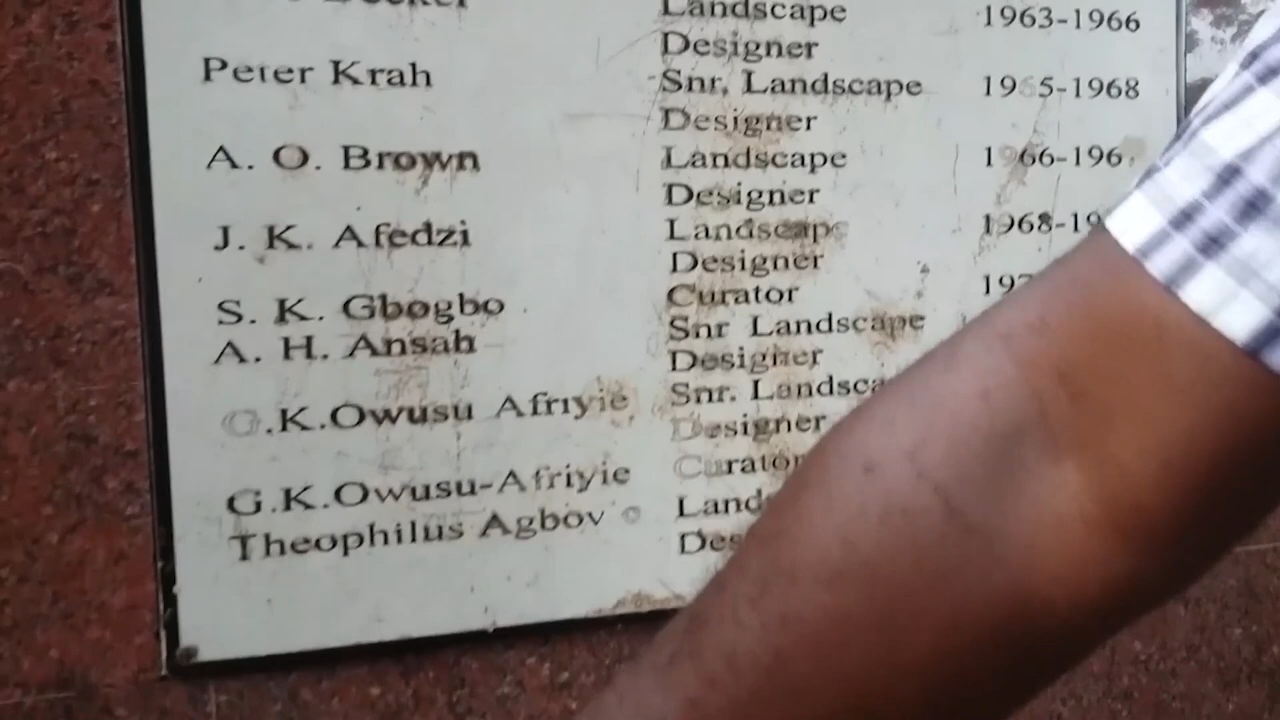 Landscape 1963-1966
Designer
Peter Krah Snr, Landscape 1965-1968
Designer
A. O. Brown Landscape 1966-196
Designer
J. K. Afedzi Landscape 1968-19
Designer
S. K. Gbogbo Curator 197
A. H. Ansah Snr Landscape
Designer
G.K.Owusu Afriyie Snr. Landsca
Designer
G.K.Owusu-Afriyie Curator
Theophilus Agbovo Land
Des